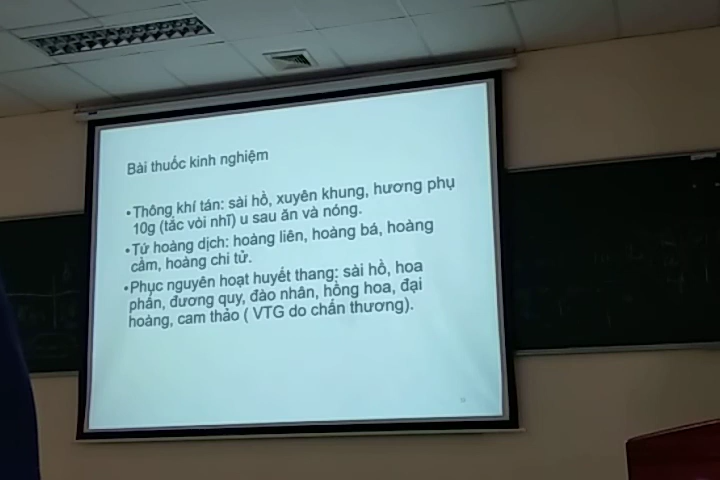 Bài thuốc kinh nghiệm
•Thông khí tán: sài hồ, xuyên khung, hương phụ
10g (tắc vòi nhĩ) u sau ăn và nóng.
•Tứ hoàng dịch: hoàng liên, hoàng bá, hoàng
cầm, hoàng chi tử.
•Phục nguyên hoạt huyết thang: sài hồ, hoa
phấn, đương quy, đào nhân, hồng hoa, đại
hoàng, cam thảo ( VTG do chấn thương).